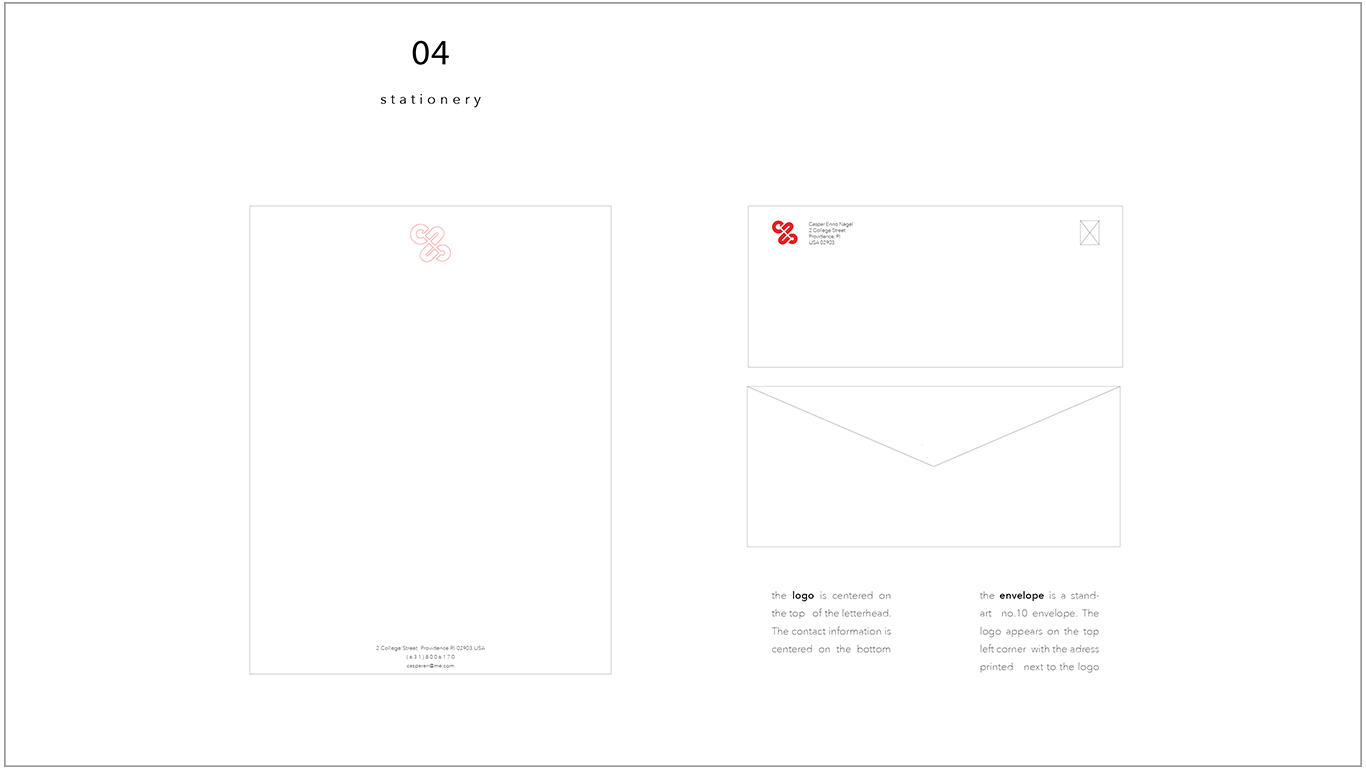 04
stationery
2 College Street Providence RI 02903 USA
(631)8006170
casperen@me.com
Casper Enno Nagel
2 College Street
Providence, RI
USA 02903
the logo is centered on
the top of the letterhead.
The contact information is
centered on the bottom
the envelope is a stand-
art no.10 envelope. The
logo appears on the top
left corner with the adress
printed next to the logo